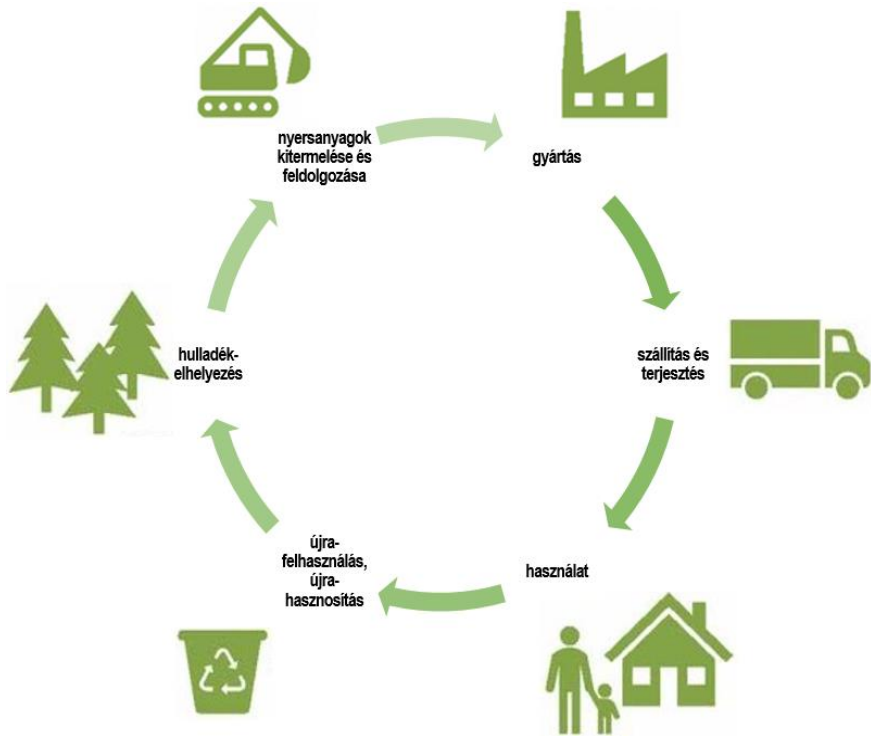 nyersanyagok
kitermelése és
feldolgozása
gyártás
szállítás és
terjesztés
használat
újra-
felhasználás,
újra-
hasznosítás
hulladék-
elhelyezés